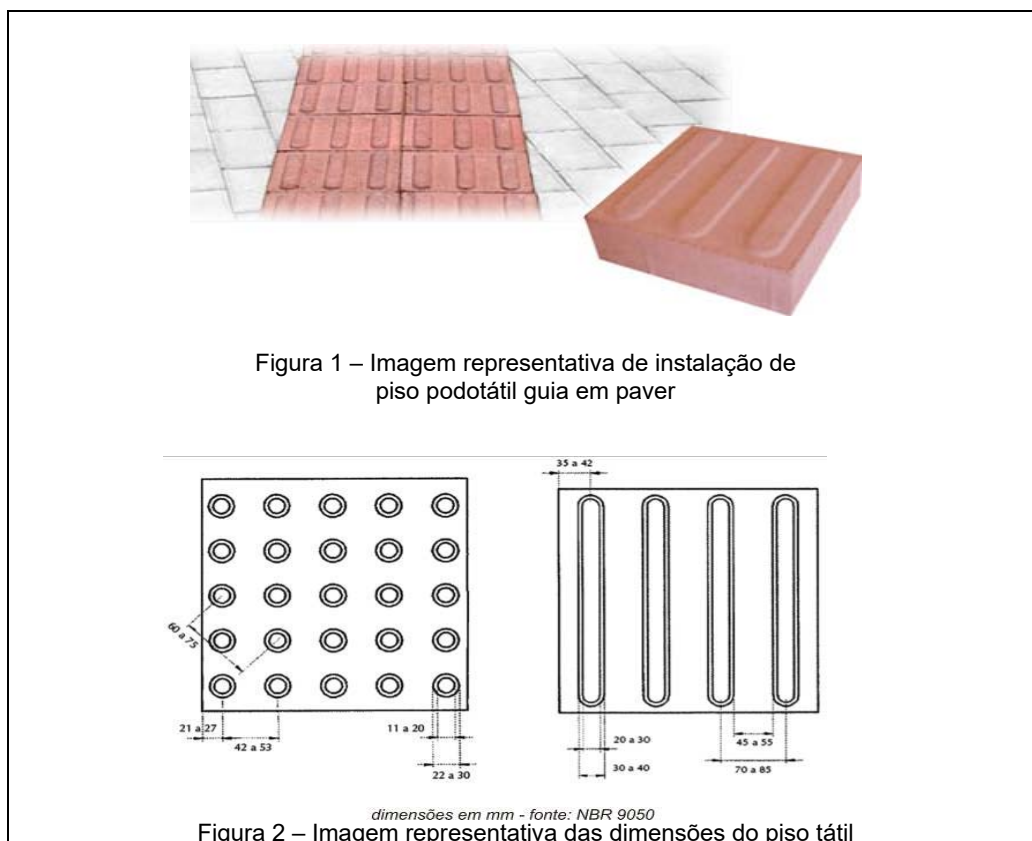 Figura 1 – Imagem representativa de instalação de
piso podotátil guia em paver
35 a 42
60 a 75
21 a 27
42 a 53
11 a 20
22 a 30
20 a 30
30 a 40
45 a 55
70 a 85
dimensões em mm - fonte: NBR 9050
Figura 2 – Imagem representativa das dimensões do piso tátil